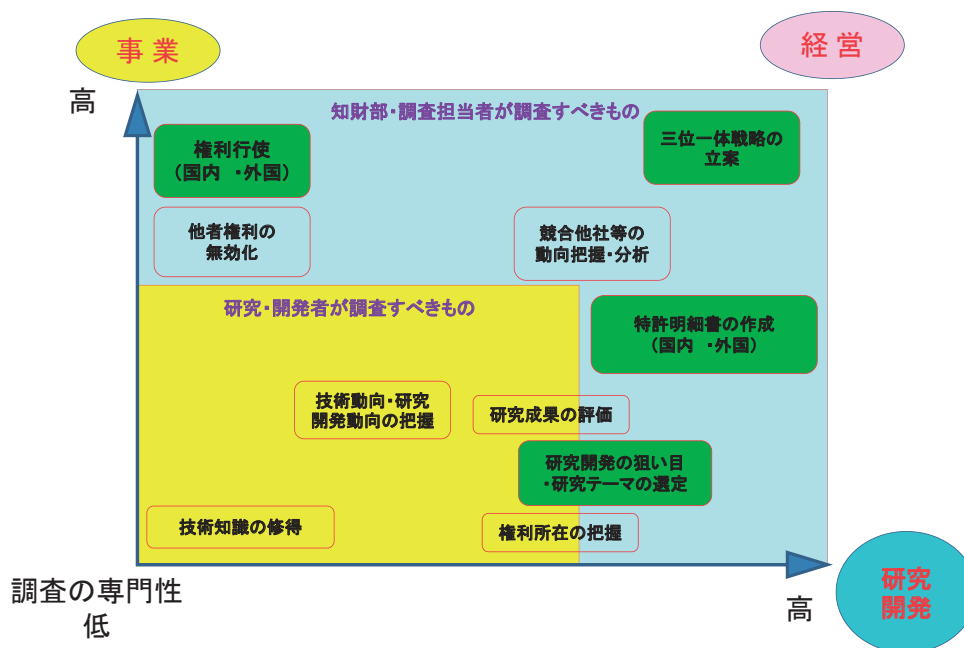 事 業
経 営
高
知財部・調査担当者が調査すべきもの
権利行使
(国内 ・外国)
三位一体戦略の
立案
他者権利の
無効化
競合他社等の
動向把握・分析
研究・開発者が調査すべきもの
特許明細書の作成
(国内 ・外国)
技術動向・研究
開発動向の把握
研究成果の評価
研究開発の狙い目
・研究テーマの選定
技術知識の修得
権利所在の把握
調査の専門性
低
高
研究
開発